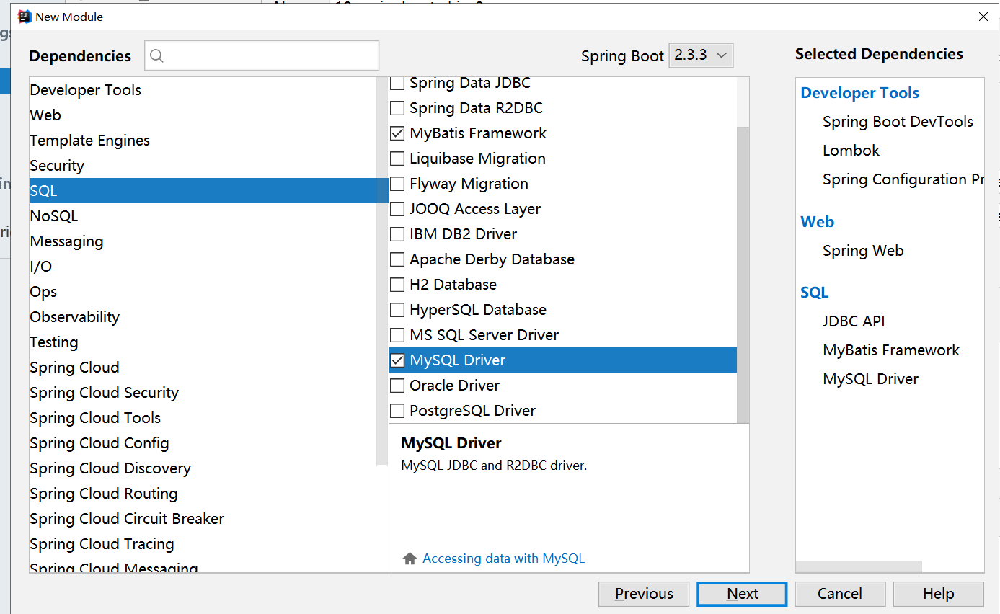 New Module
Dependencies
Spring Boot
2.3.3
Selected Dependencies
Developer Tools
Web
Template Engines
Security
SQL
NoSQL
Messaging
I/O
Ops
Observability
Testing
Spring Cloud
Spring Cloud Security
Spring Cloud Tools
Spring Cloud Config
Spring Cloud Discovery
Spring Cloud Routing
Spring Cloud Circuit Breaker
Spring Cloud Tracing
Spring Cloud Messaging
Spring Data JDBC
Spring Data R2DBC
MyBatis Framework
Liquibase Migration
Flyway Migration
JOOQ Access Layer
IBM DB2 Driver
Apache Derby Database
H2 Database
HyperSQL Database
MS SQL Server Driver
MySQL Driver
Oracle Driver
PostgreSQL Driver
MySQL Driver
MySQL JDBC and R2DBC driver.
Accessing data with MySQL
Developer Tools
Spring Boot DevTools
Lombok
Spring Configuration Pr
Web
Spring Web
SQL
JDBC API
MyBatis Framework
MySQL Driver
Previous
Next
Cancel
Help